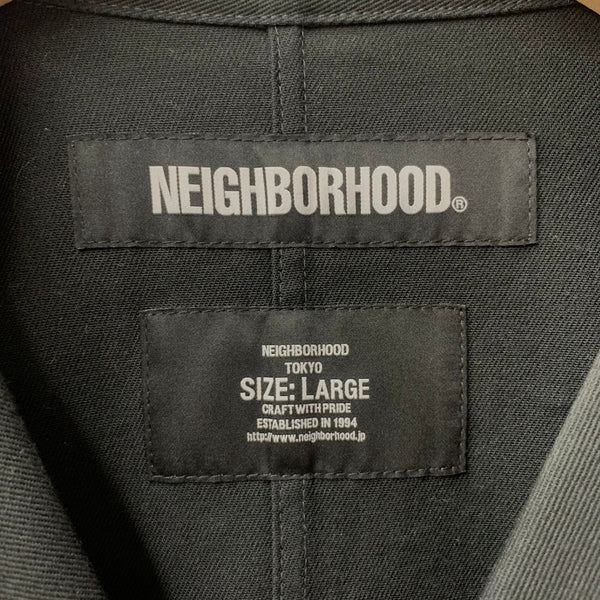 NEIGHBORHOOD®
NEIGHBORHOOD
TOKYO
SIZE: LARGE
CRAFT WITH PRIDE
ESTABLISHED IN 1994
http://www.neighborhood.jp